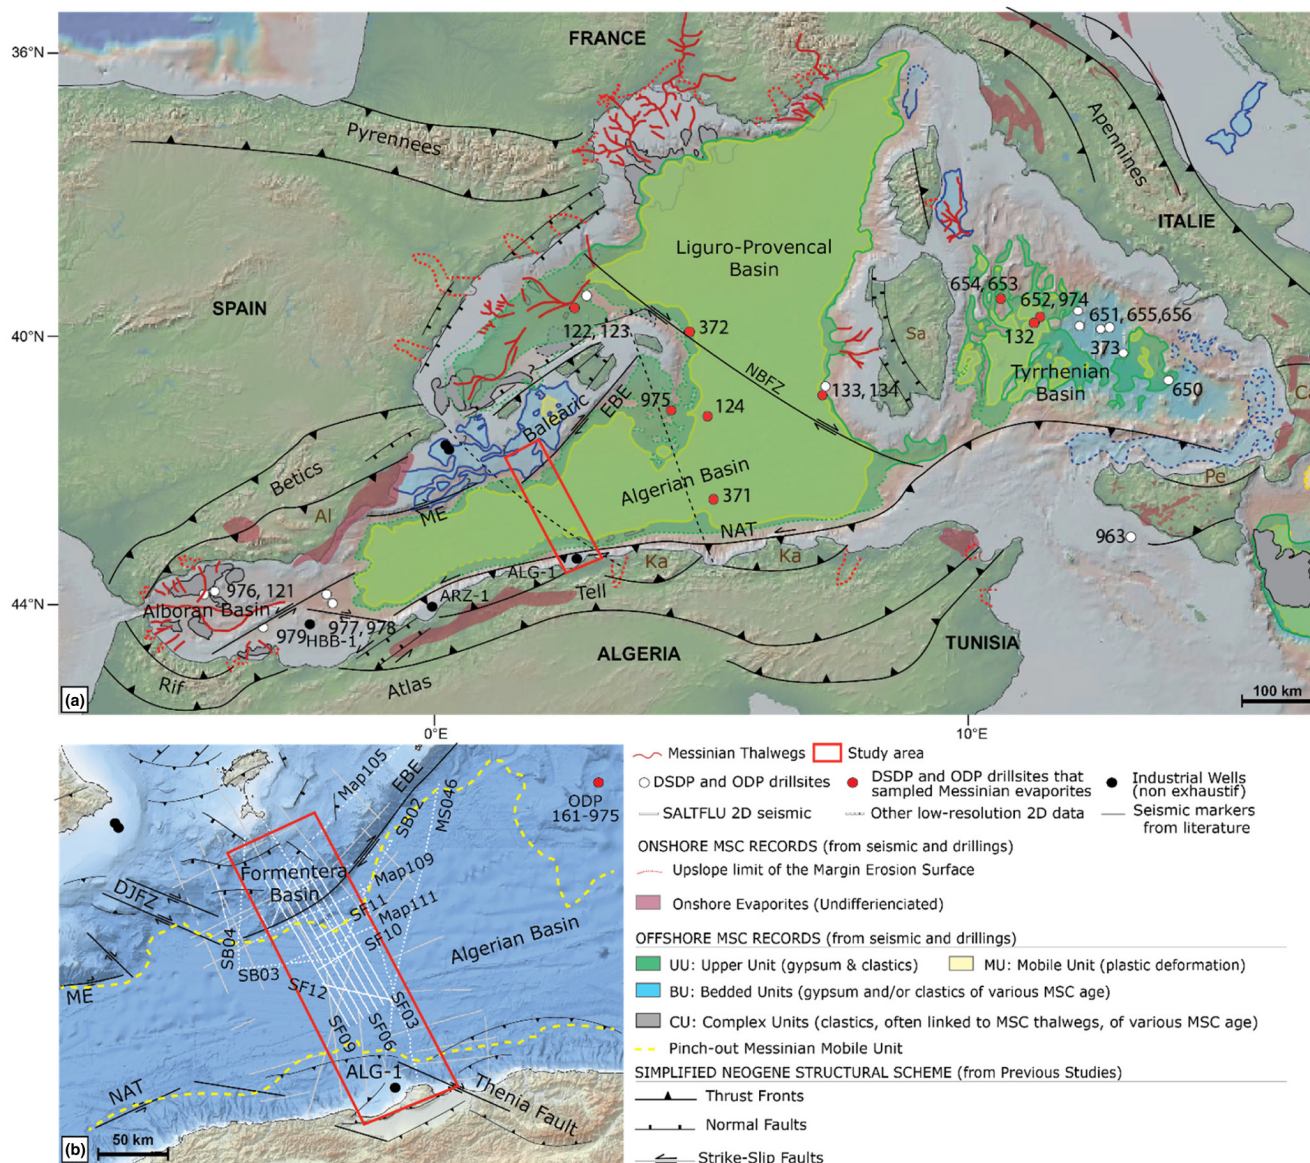 36°N
FRANCE
Pyrennees
Apennines
ITALIE
Liguro-Provencal
Basin
SPAIN
654, 653
652, 974
651, 655,656
40°N
122, 123
372
Sa
132
373
Tyrrhenian
Basin
NBFZ
650
133, 134
EBE
975
124
Balearic
C
Betics
Algerian Basin
Pe
Al
ME
371
NAT
963
Ka
Ka
ALG-1
Tell
ARZ-1
976, 121
Alboran Basin
44°N
977, 978
979
HBB-1
TUNISIA
ALGERIA
Rif
Atlas
(a)
100 km
0°E
10°E
Map105
EBE
SB02
MS046
ODP
161-975
Formentera
Basin
Map109
DJFZ
SF11
Map111
SF10
Algerian Basin
SB04
SB03
SF12
ME
SF03
SF09
SF06
ALG-1
NAT
Thenia Fault
(b)
50 km
Messinian Thalwegs
Study area
DSDP and ODP drillsites
DSDP and ODP drillsites that
sampled Messinian evaporites
Industrial Wells
(non exhaustif)
SALTFLU 2D seismic
Other low-resolution 2D data
Seismic markers
from literature
ONSHORE MSC RECORDS (from seismic and drillings)
Upslope limit of the Margin Erosion Surface
Onshore Evaporites (Undifferienciated)
OFFSHORE MSC RECORDS (from seismic and drillings)
UU: Upper Unit (gypsum & clastics)
MU: Mobile Unit (plastic deformation)
BU: Bedded Units (gypsum and/or clastics of various MSC age)
CU: Complex Units (clastics, often linked to MSC thalwegs, of various MSC age)
Pinch-out Messinian Mobile Unit
SIMPLIFIED NEOGENE STRUCTURAL SCHEME (from Previous Studies)
Thrust Fronts
Normal Faults
Strike-Slip Faults